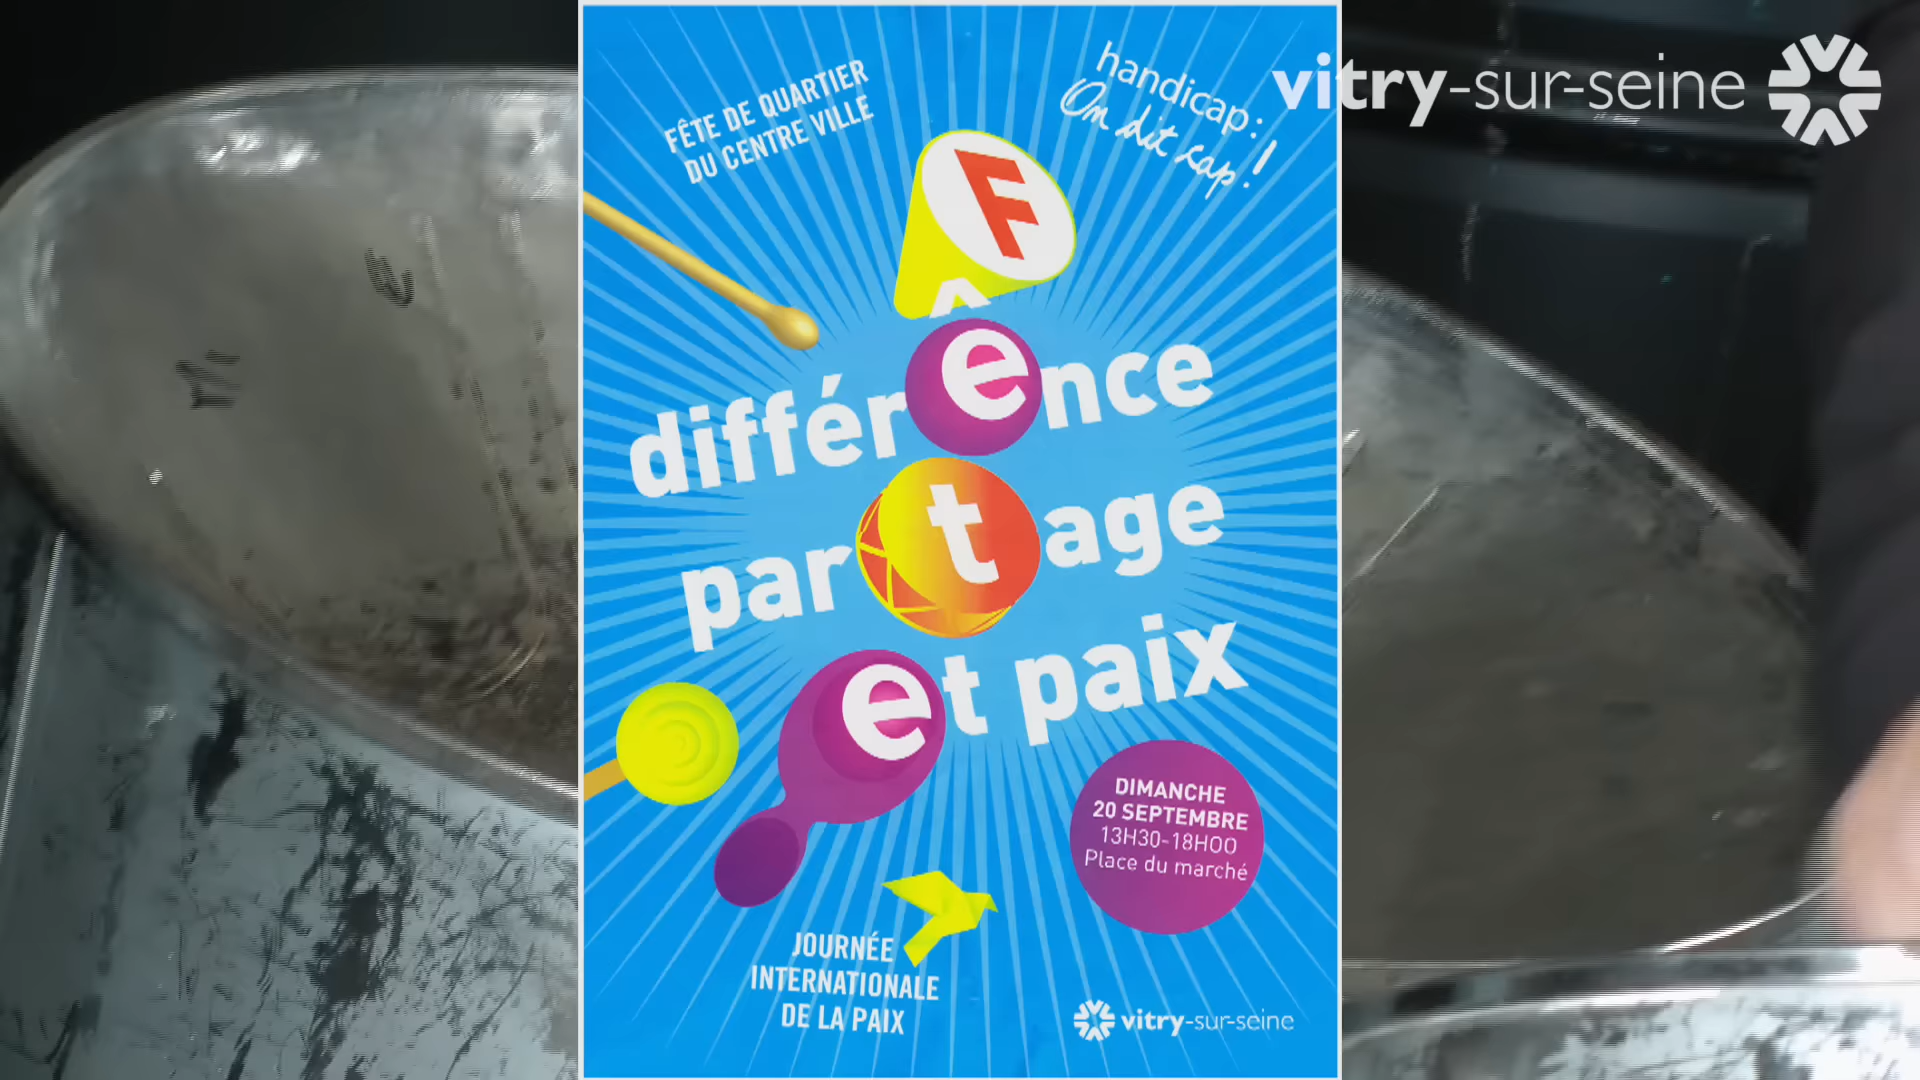 FÊTE DE QUARTIER
DU CENTRE VILLE
handicap:
On dit cap!!
vitry-sur-seine
F
différence
partage
et paix
DIMANCHE
20 SEPTEMBRE
13H30-18H00
Place du marché
JOURNÉE
INTERNATIONALE
DE LA PAIX
vitry-sur-seine